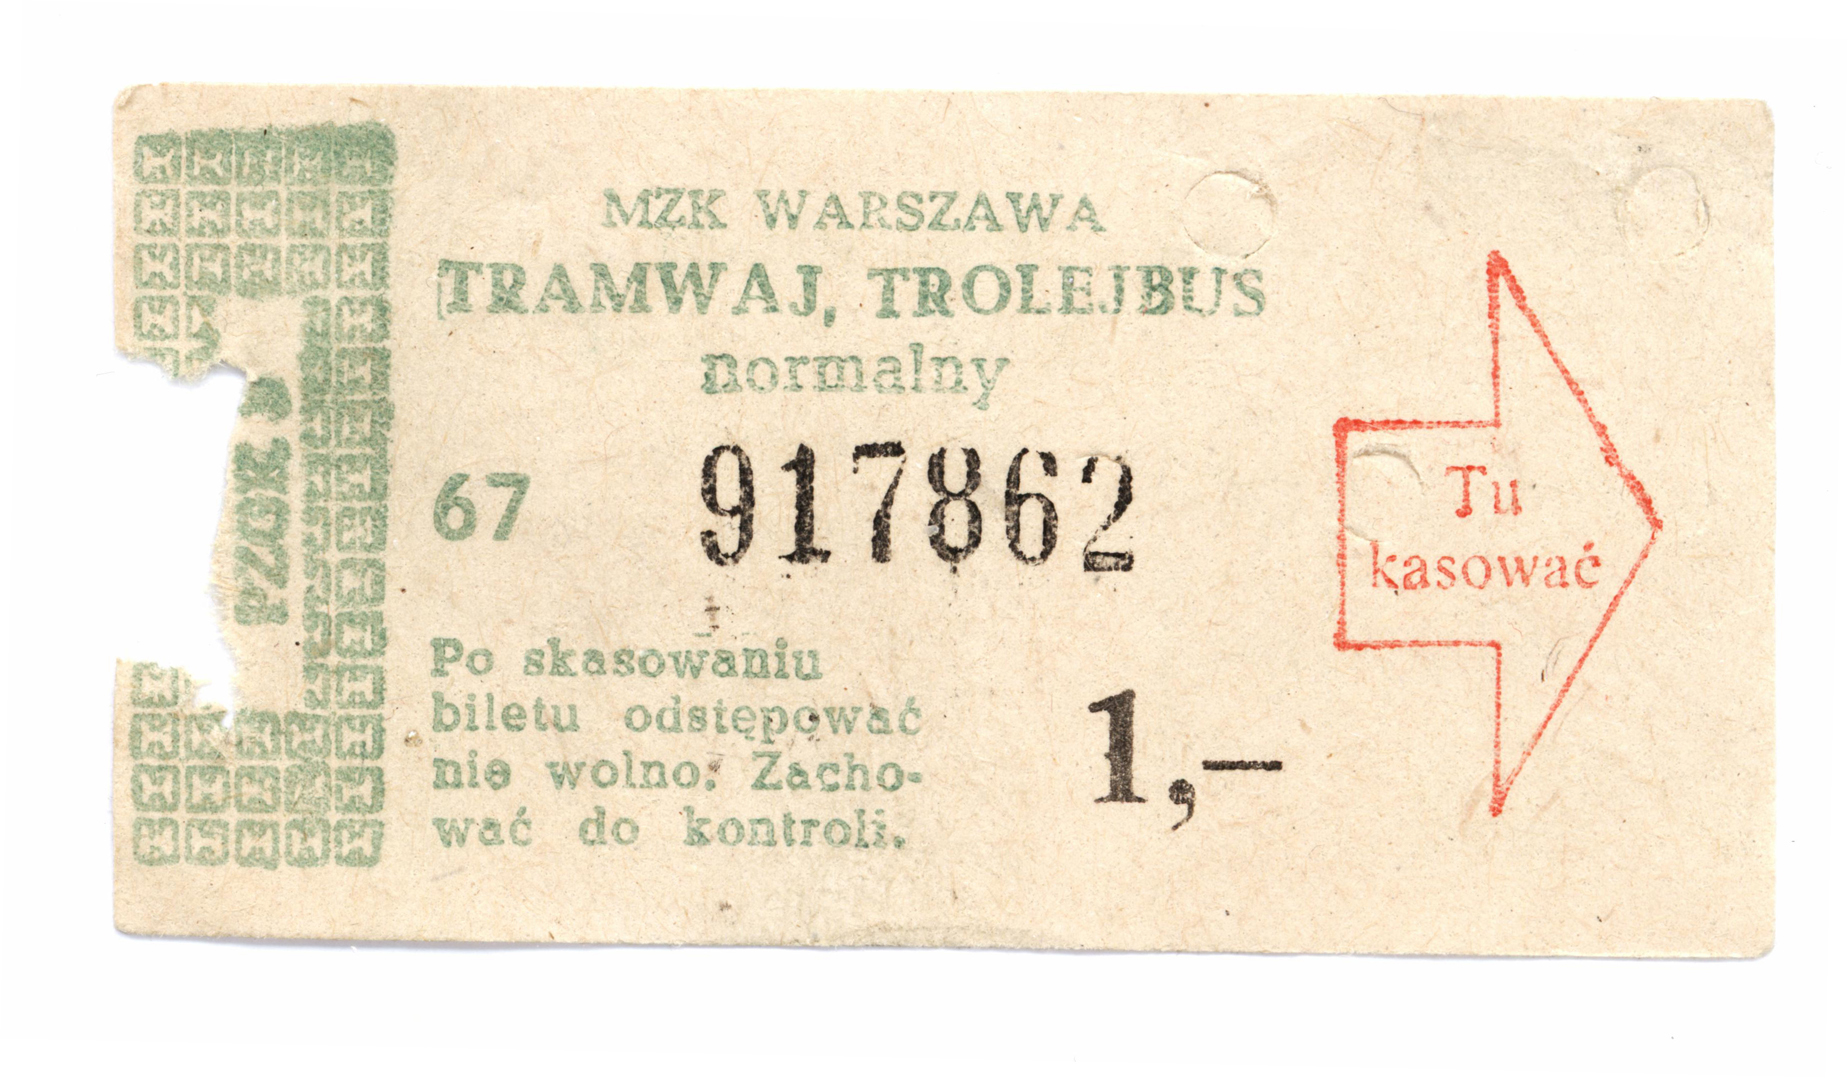 MZK WARSZAWA
TRAMWAJ, TROLEJBUS
normalny
67 917862
Po skasowaniu
biletu odstępować
nie wolno. Zacho-
wać do kontroli.
1,—
Tu
kasować
PZGK